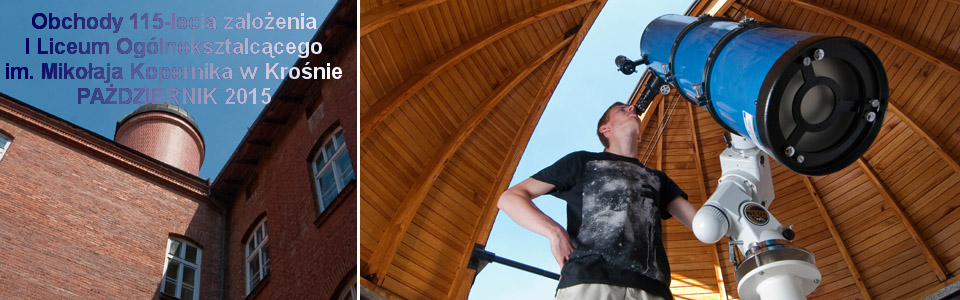 Obchody 115-lecia założenia
I Liceum Ogólnokształcącego
im. Mikołaja Kopernika w Krośnie
PAŹDZIERNIK 2015